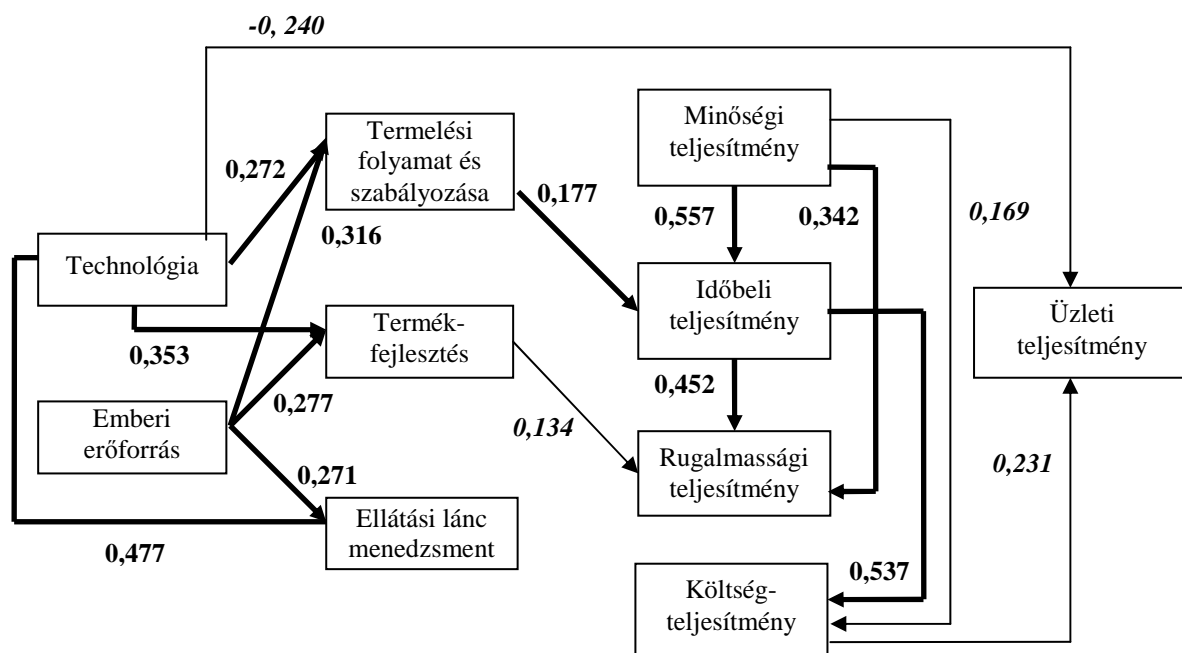 -0, 240
Termelési
folyamat és
szabályozása
Minőségi
teljesítmény
0,272
0,177
0,316
0,557
0,342
0,169
Technológia
Időbeli
teljesítmény
Üzleti
teljesítmény
Termék-
fejlesztés
0,353
0,277
0,452
0,134
Emberi
erőforrás
Rugalmassági
teljesítmény
0,231
0,271
Ellátási lánc
menedzsment
0,477
0,537
Költség-
teljesítmény